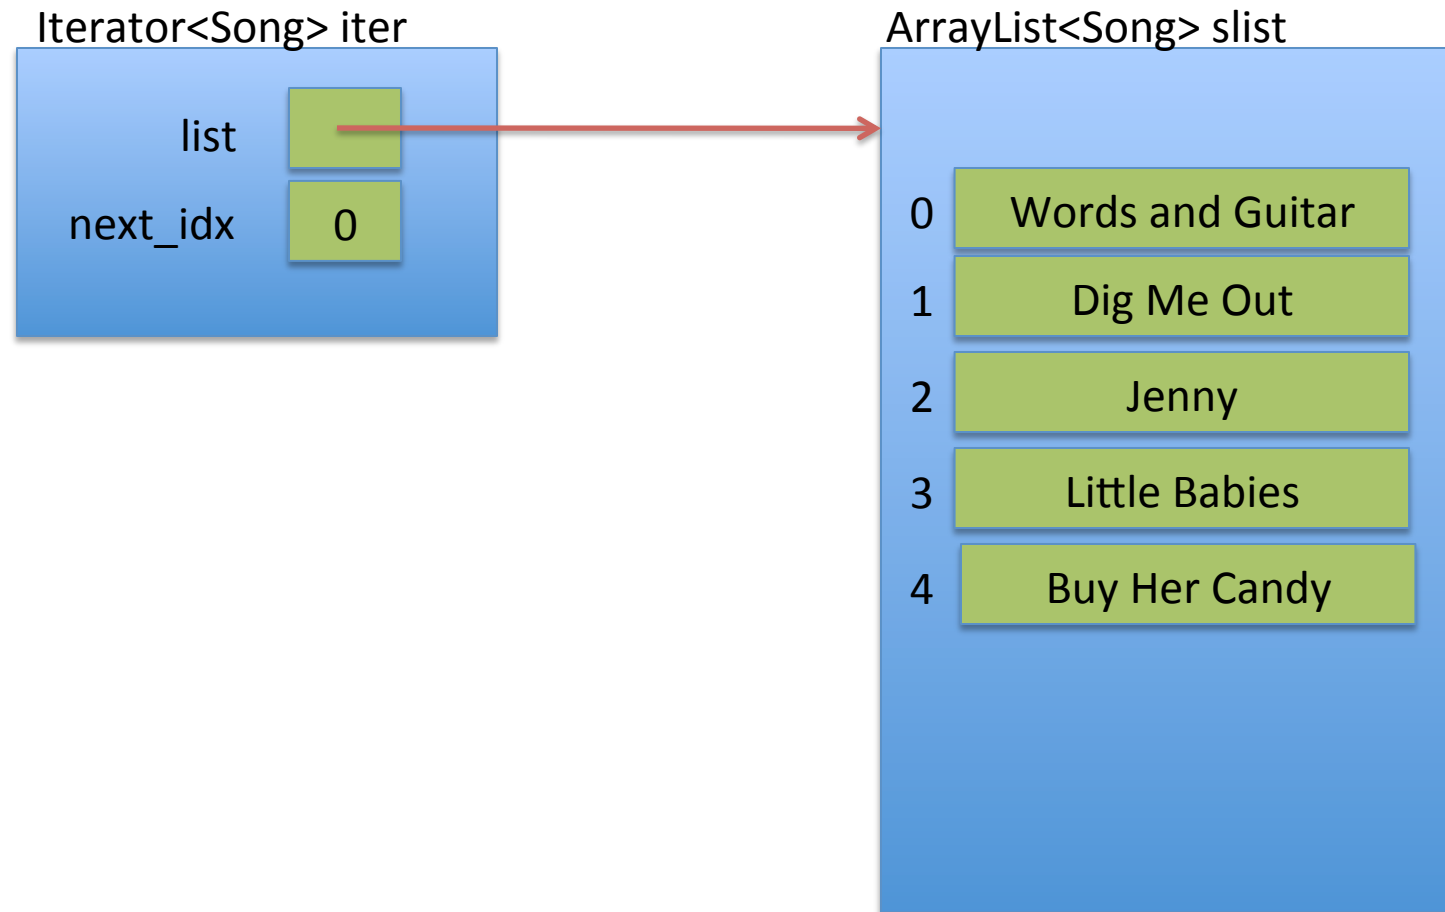 Iterator<Song> iter
list
next_idx 0
ArrayList<Song> slist
0 Words and Guitar
1 Dig Me Out
2 Jenny
3 Little Babies
4 Buy Her Candy